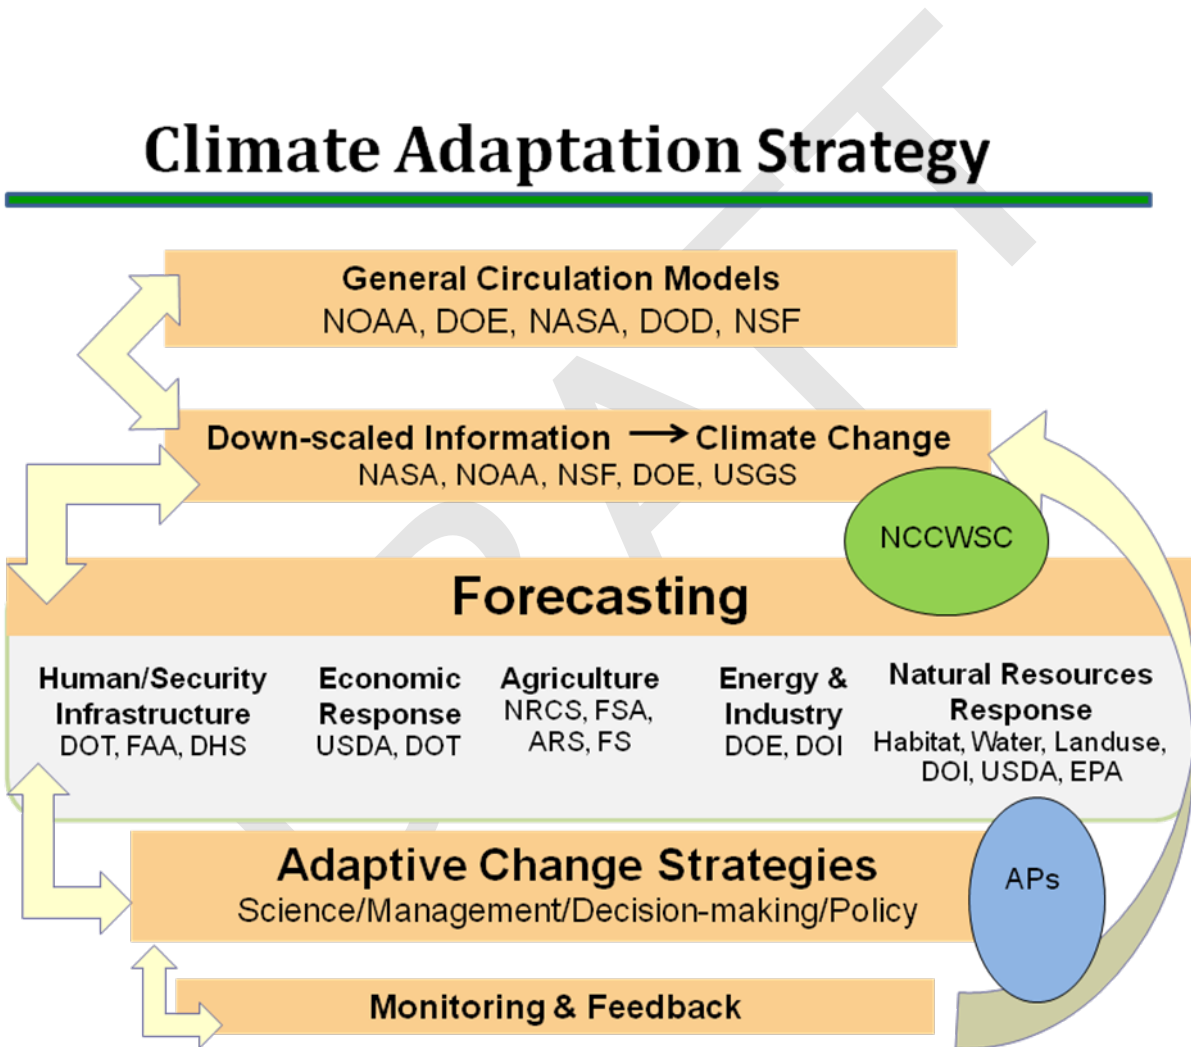 Climate Adaptation Strategy
General Circulation Models
NOAA, DOE, NASA, DOD, NSF
Down-scaled Information → Climate Change
NASA, NOAA, NSF, DOE, USGS
NCCWSC
Forecasting
Human/Security
Infrastructure
DOT, FAA, DHS
Economic
Response
USDA, DOT
Agriculture
NRCS, FSA,
ARS, FS
Energy &
Industry
DOE, DOI
Natural Resources
Response
Habitat, Water, Landuse,
DOI, USDA, EPA
Adaptive Change Strategies
Science/Management/Decision-making/Policy
APs
Monitoring & Feedback
DRAFT